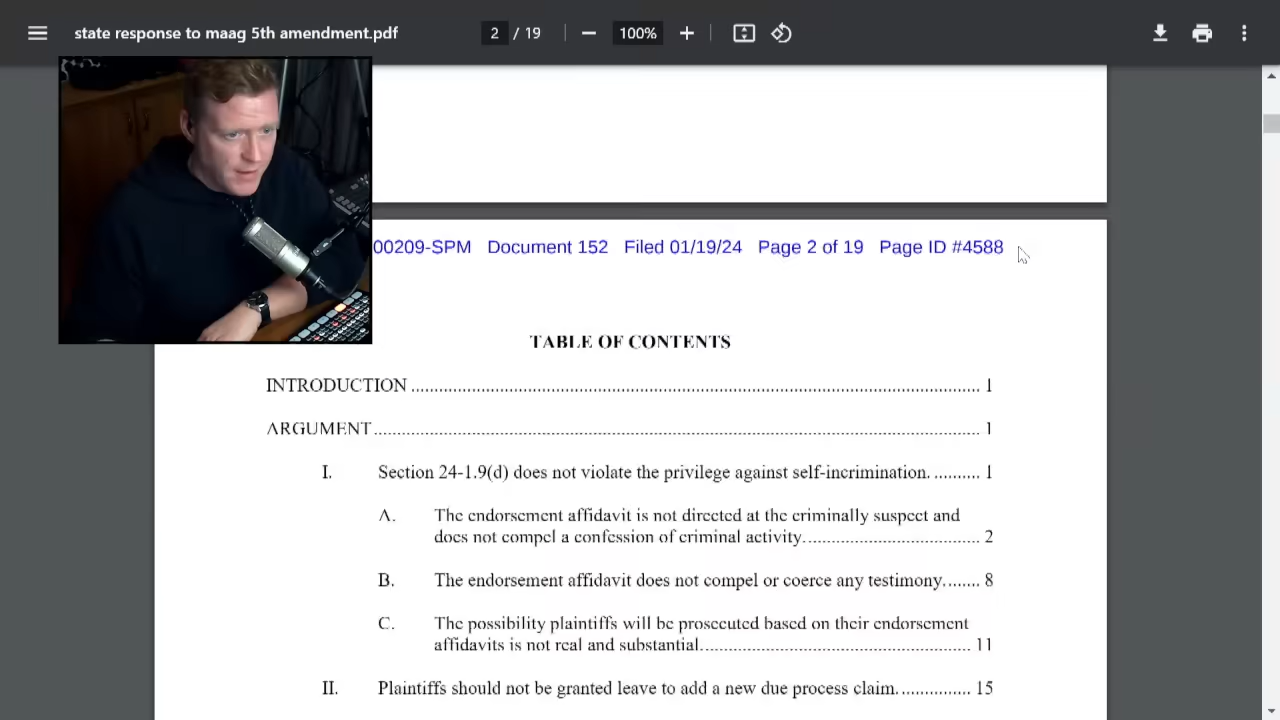 state response to maag 5th amendment.pdf 2 / 19 100%
00209-SPM Document 152 Filed 01/19/24 Page 2 of 19 Page ID #4588
TABLE OF CONTENTS
INTRODUCTION ........ 1
ARGUMENT ........ 1
I. Section 24-1.9(d) does not violate the privilege against self-incrimination. .......... 1
A. The endorsement affidavit is not directed at the criminally suspect and
does not compel a confession of criminal activity. ........ 2
B. The endorsement affidavit does not compel or coerce any testimony. ....... 8
C. The possibility plaintiffs will be prosecuted based on their endorsement
affidavits is not real and substantial. ........ 11
II. Plaintiffs should not be granted leave to add a new due process claim. ............... 15